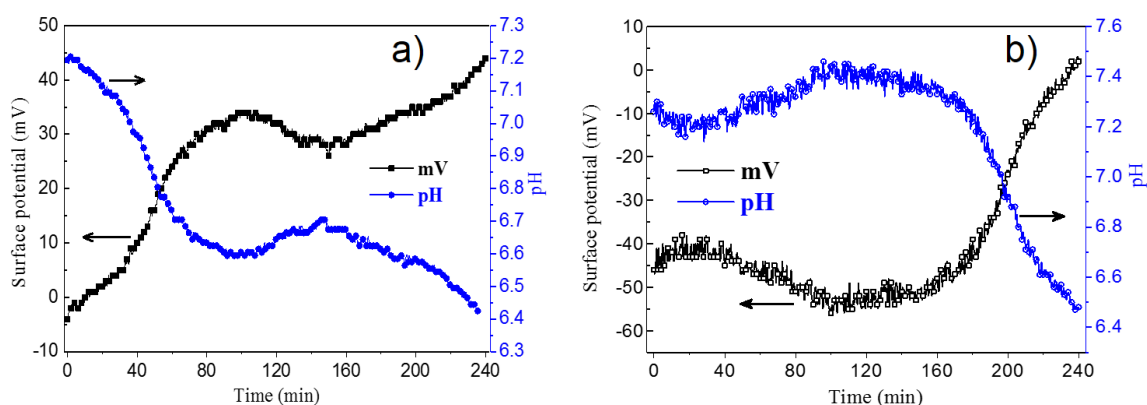 a)
Surface potential (mV)
50
40
30
20
10
0
-10
mV
pH
7.3
7.2
7.1
7.0
6.9
6.8
6.7
6.6
6.5
6.4
6.3
pH
0 40 80 120 160 200 240
Time (min)
b)
Surface potential (mV)
10
0
-10
-20
-30
-40
-50
-60
mV
pH
7.6
7.4
7.2
7.0
6.8
6.6
6.4
pH
0 40 80 120 160 200 240
Time (min)